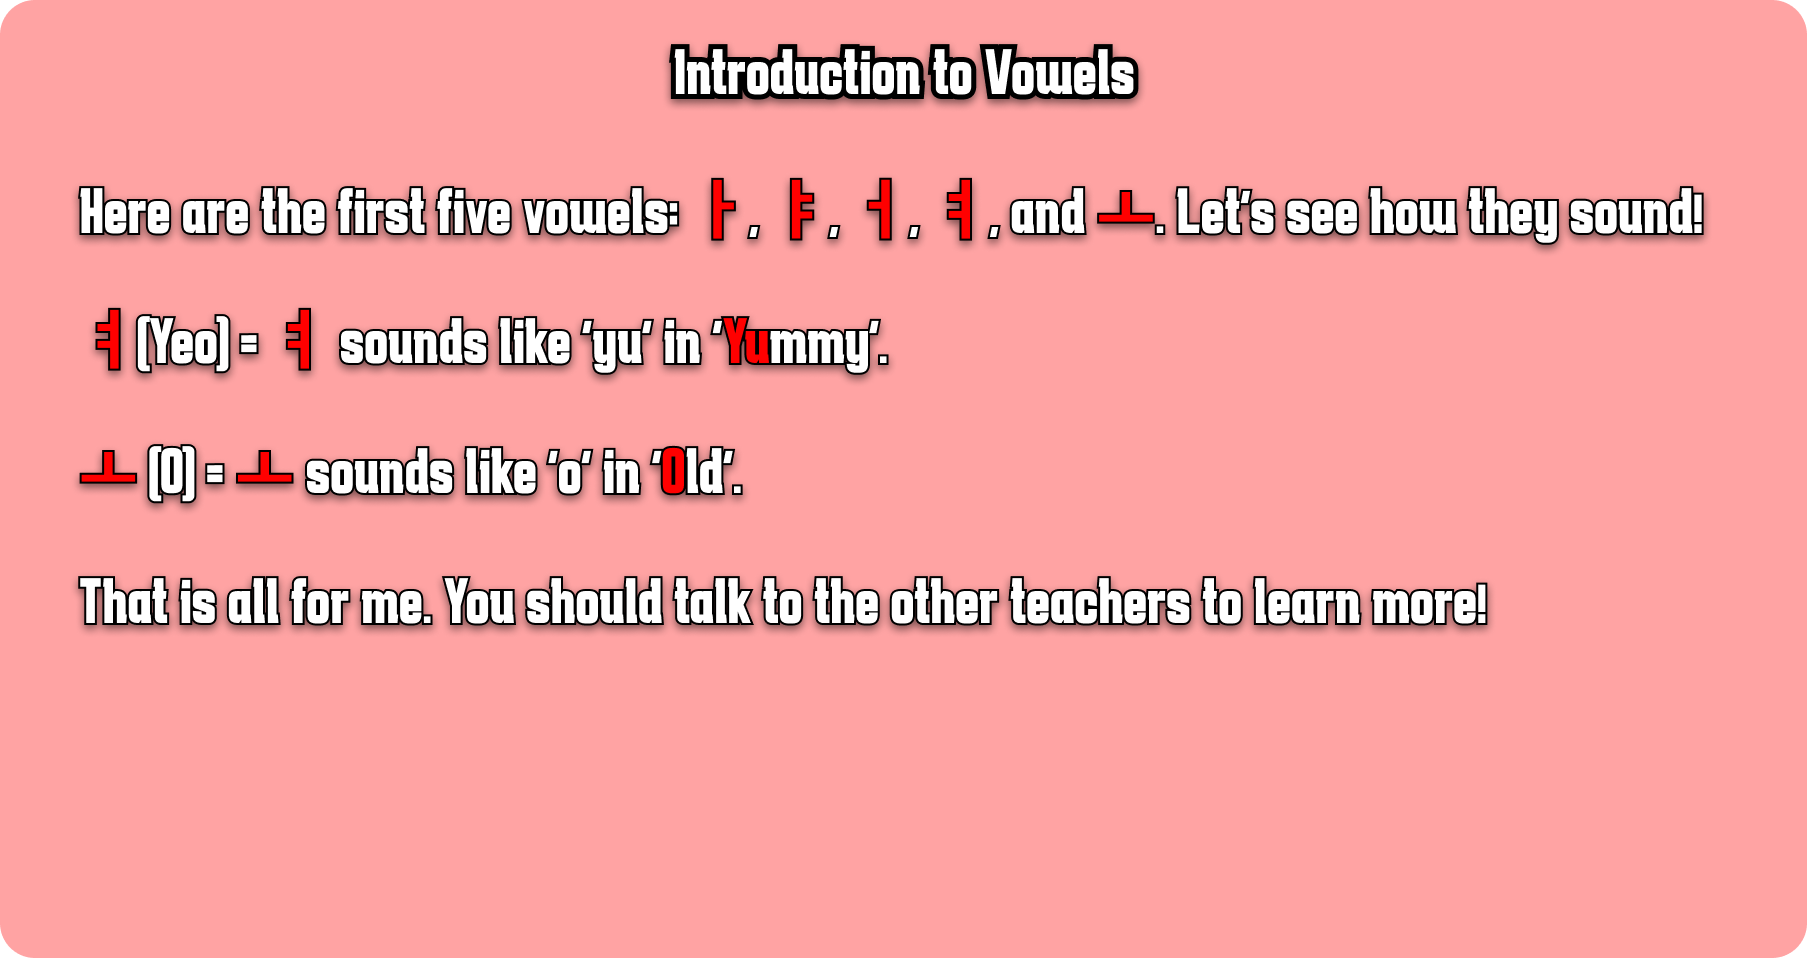 Introduction to Vowels
Here are the first five vowels: ㅏ, ㅑ, ㅓ, ㅕ, and ㅗ. Let's see how they sound!
ㅕ (Yeo) = ㅕ sounds like 'yu' in 'Yummy'.
ㅗ (O) = ㅗ sounds like 'o' in 'Old'.
That is all for me. You should talk to the other teachers to learn more!